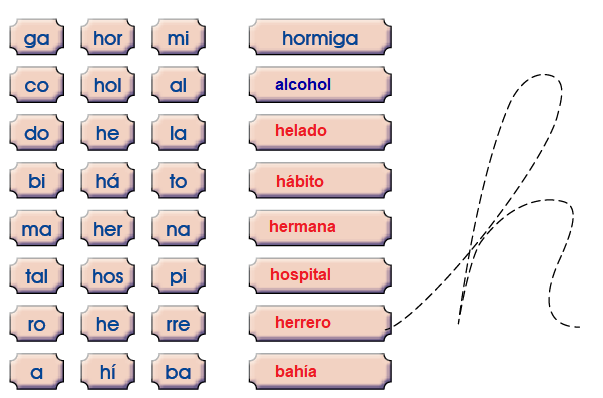 ga hor mi hormiga
co hol al alcohol
do he la helado
bi há to hábito
ma her na hermana
tal hos pi hospital
ro he rre herrero
a hí ba bahía
h